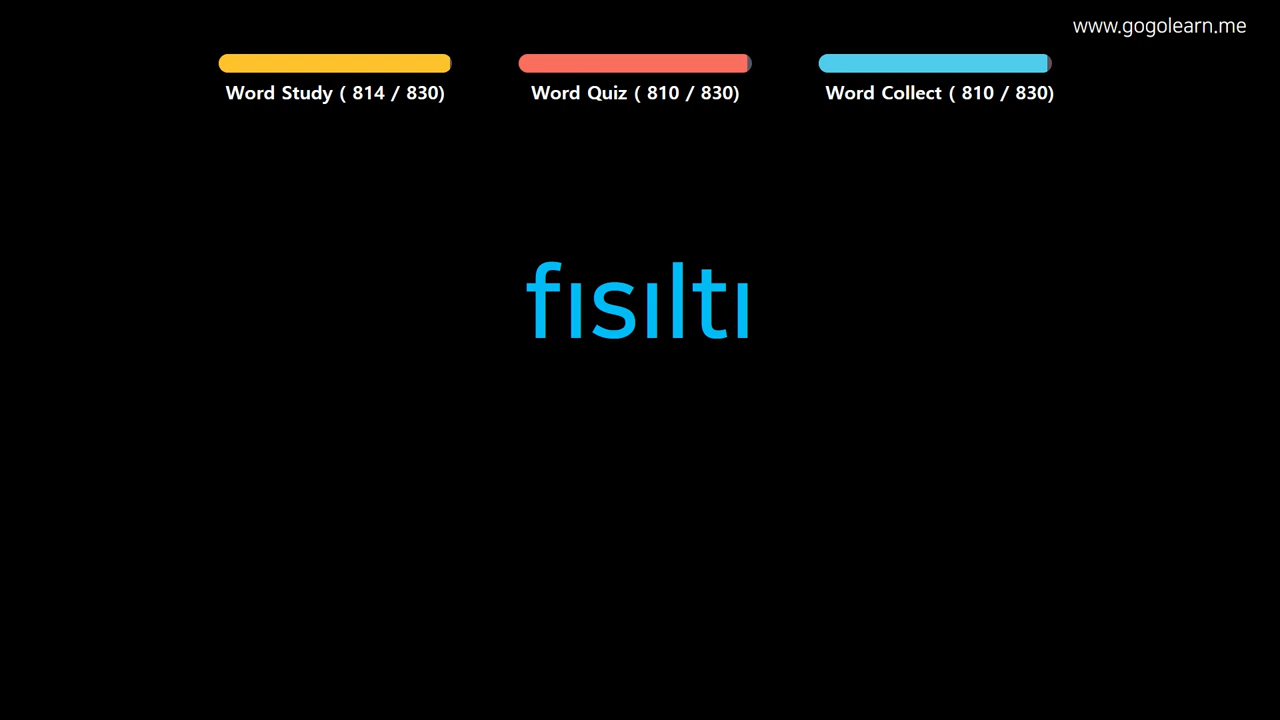 www.gogolearn.me
Word Study ( 814 / 830)
Word Quiz ( 810 / 830)
Word Collect ( 810 / 830)
fısıltı